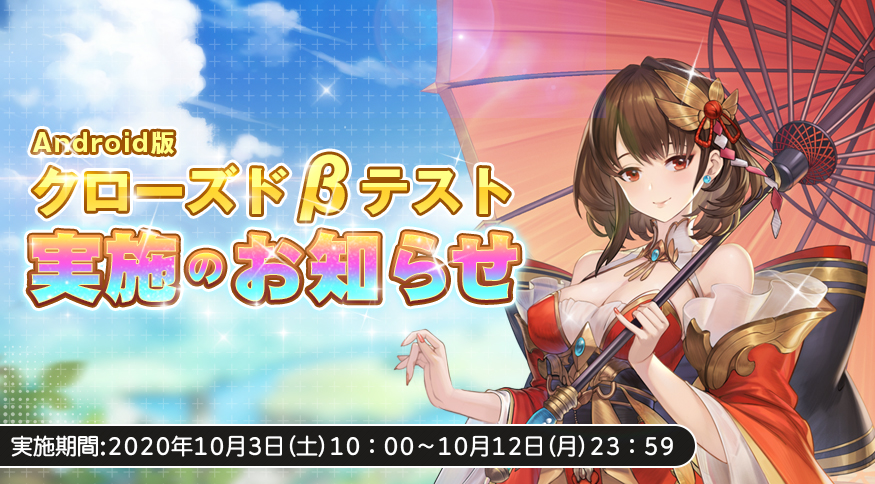 Android版
クローズドβテスト
実施のお知らせ
実施期間:2020年10月3日(土)10:00～10月12日(月)23:59